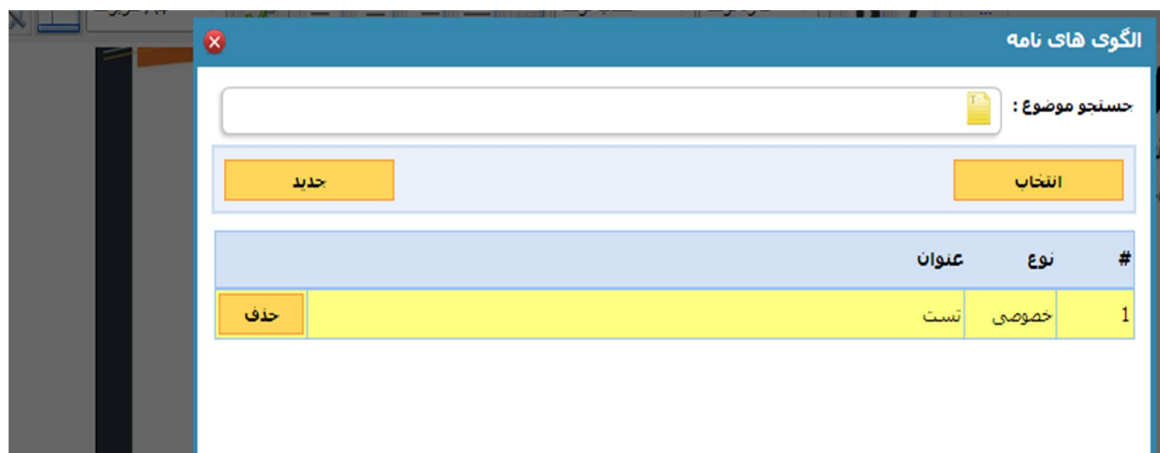 الگوی های نامه
جستجو موضوع :
انتخاب جدید
# نوع عنوان
1 خصوصی تست حذف